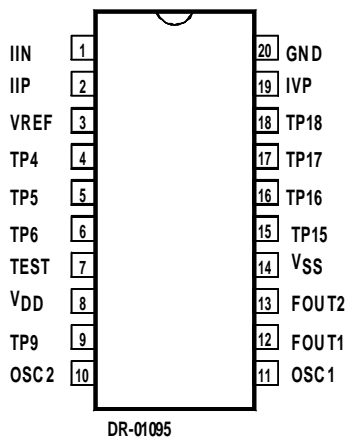 IIN 1 20 GND
IIP 2 19 IVP
VREF 3 18 TP18
TP4 4 17 TP17
TP5 5 16 TP16
TP6 6 15 TP15
TEST 7 14 VSS
VDD 8 13 FOUT2
TP9 9 12 FOUT1
OSC2 10 11 OSC1
DR-01095